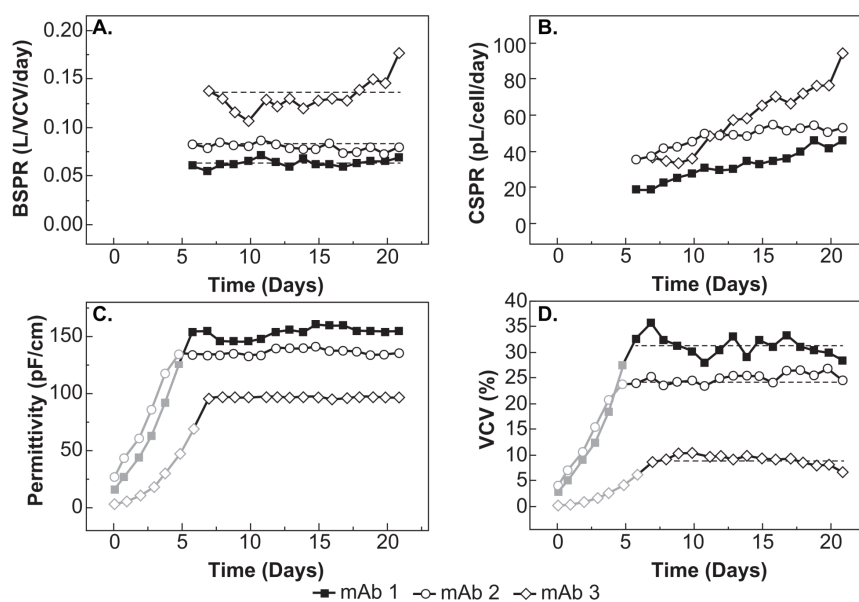 A.
BSPR (L/VCV/day)
0.20
0.15
0.10
0.05
0.00
0 5 10 15 20
Time (Days)
B.
CSPR (pL/cell/day)
100
80
60
40
20
0
0 5 10 15 20
Time (Days)
C.
Permittivity (pF/cm)
150
100
50
0
0 5 10 15 20
Time (Days)
D.
VCV (%)
40
35
30
25
20
15
10
5
0
0 5 10 15 20
Time (Days)
mAb 1 mAb 2 mAb 3